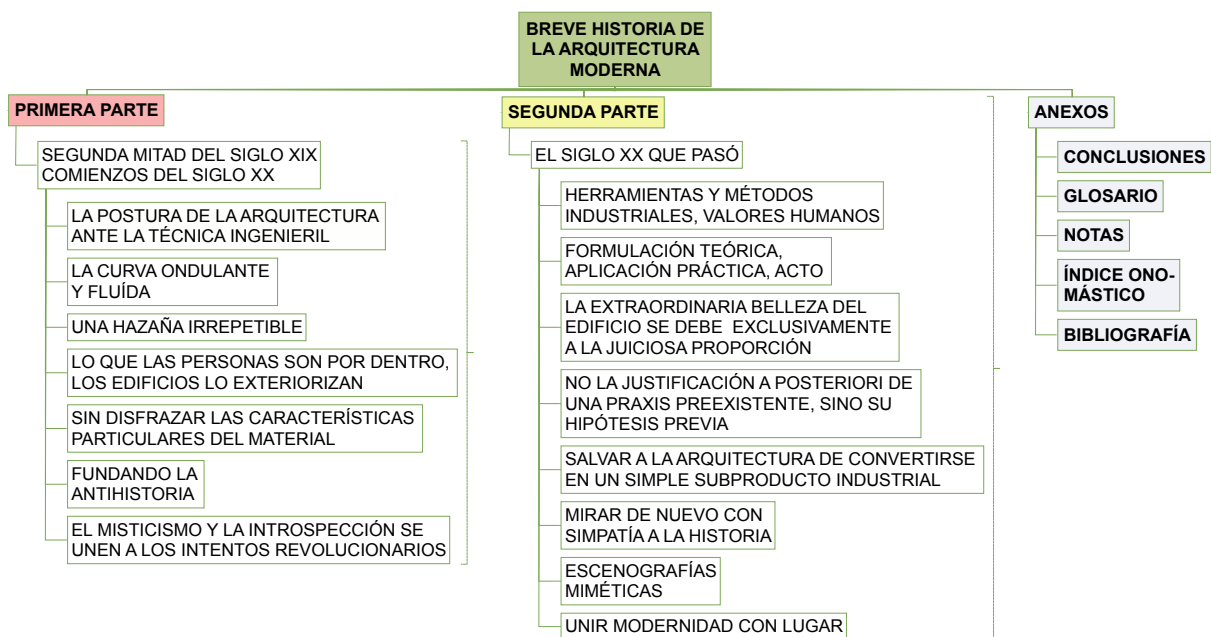 BREVE HISTORIA DE
LA ARQUITECTURA
MODERNA
PRIMERA PARTE
SEGUNDA MITAD DEL SIGLO XIX
COMIENZOS DEL SIGLO XX
LA POSTURA DE LA ARQUITECTURA
ANTE LA TÉCNICA INGENIERIL
LA CURVA ONDULANTE
Y FLUÍDA
UNA HAZAÑA IRREPETIBLE
LO QUE LAS PERSONAS SON POR DENTRO,
LOS EDIFICIOS LO EXTERIORIZAN
SIN DISFRAZAR LAS CARACTERÍSTICAS
PARTICULARES DEL MATERIAL
FUNDANDO LA
ANTIHISTORIA
EL MISTICISMO Y LA INTROSPECCIÓN SE
UNEN A LOS INTENTOS REVOLUCIONARIOS
SEGUNDA PARTE
EL SIGLO XX QUE PASÓ
HERRAMIENTAS Y MÉTODOS
INDUSTRIALES, VALORES HUMANOS
FORMULACIÓN TEÓRICA,
APLICACIÓN PRÁCTICA, ACTO
LA EXTRAORDINARIA BELLEZA DEL
EDIFICIO SE DEBE EXCLUSIVAMENTE
A LA JUICIOSA PROPORCIÓN
NO LA JUSTIFICACIÓN A POSTERIORI DE
UNA PRAXIS PREEXISTENTE, SINO SU
HIPÓTESIS PREVIA
SALVAR A LA ARQUITECTURA DE CONVERTIRSE
EN UN SIMPLE SUBPRODUCTO INDUSTRIAL
MIRAR DE NUEVO CON
SIMPATÍA A LA HISTORIA
ESCENOGRAFÍAS
MIMÉTICAS
UNIR MODERNIDAD CON LUGAR
ANEXOS
CONCLUSIONES
GLOSARIO
NOTAS
ÍNDICE ONO-
MÁSTICO
BIBLIOGRAFÍA